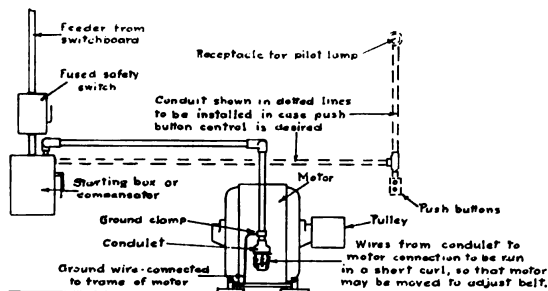 Feeder from
switchboard
Receptacle for pilot lamp
Fused safety
switch
Conduit shown in dotted lines
to be installed in case push
button control is desired
Starting box or
compensator
Motor
Push buttons
Ground clamp
Pulley
Condulet
Wires from condulet to
motor connection to be run
in a short curl, so that motor
may be moved to adjust belt.
Ground wire-connected
to frame of motor